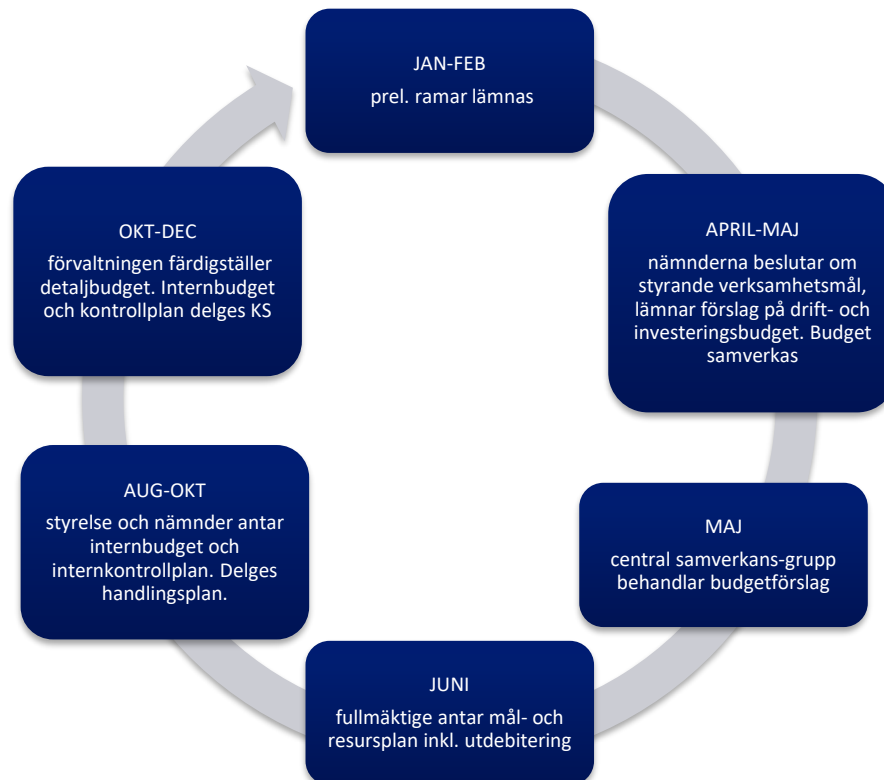 JAN-FEB
prel. ramar lämnas
APRIL-MAJ
nämnderna beslutar om
styrande verksamhetsmål,
lämnar förslag på drift- och
investeringsbudget. Budget
samverkas
MAJ
central samverkans-grupp
behandlar budgetförslag
JUNI
fullmäktige antar mål- och
resursplan inkl. utdebitering
AUG-OKT
styrelse och nämnder antar
internbudget och
internkontrollplan. Delges
handlingsplan.
OKT-DEC
förvaltningen färdigställer
detaljbudget. Internbudget
och kontrollplan delges KS